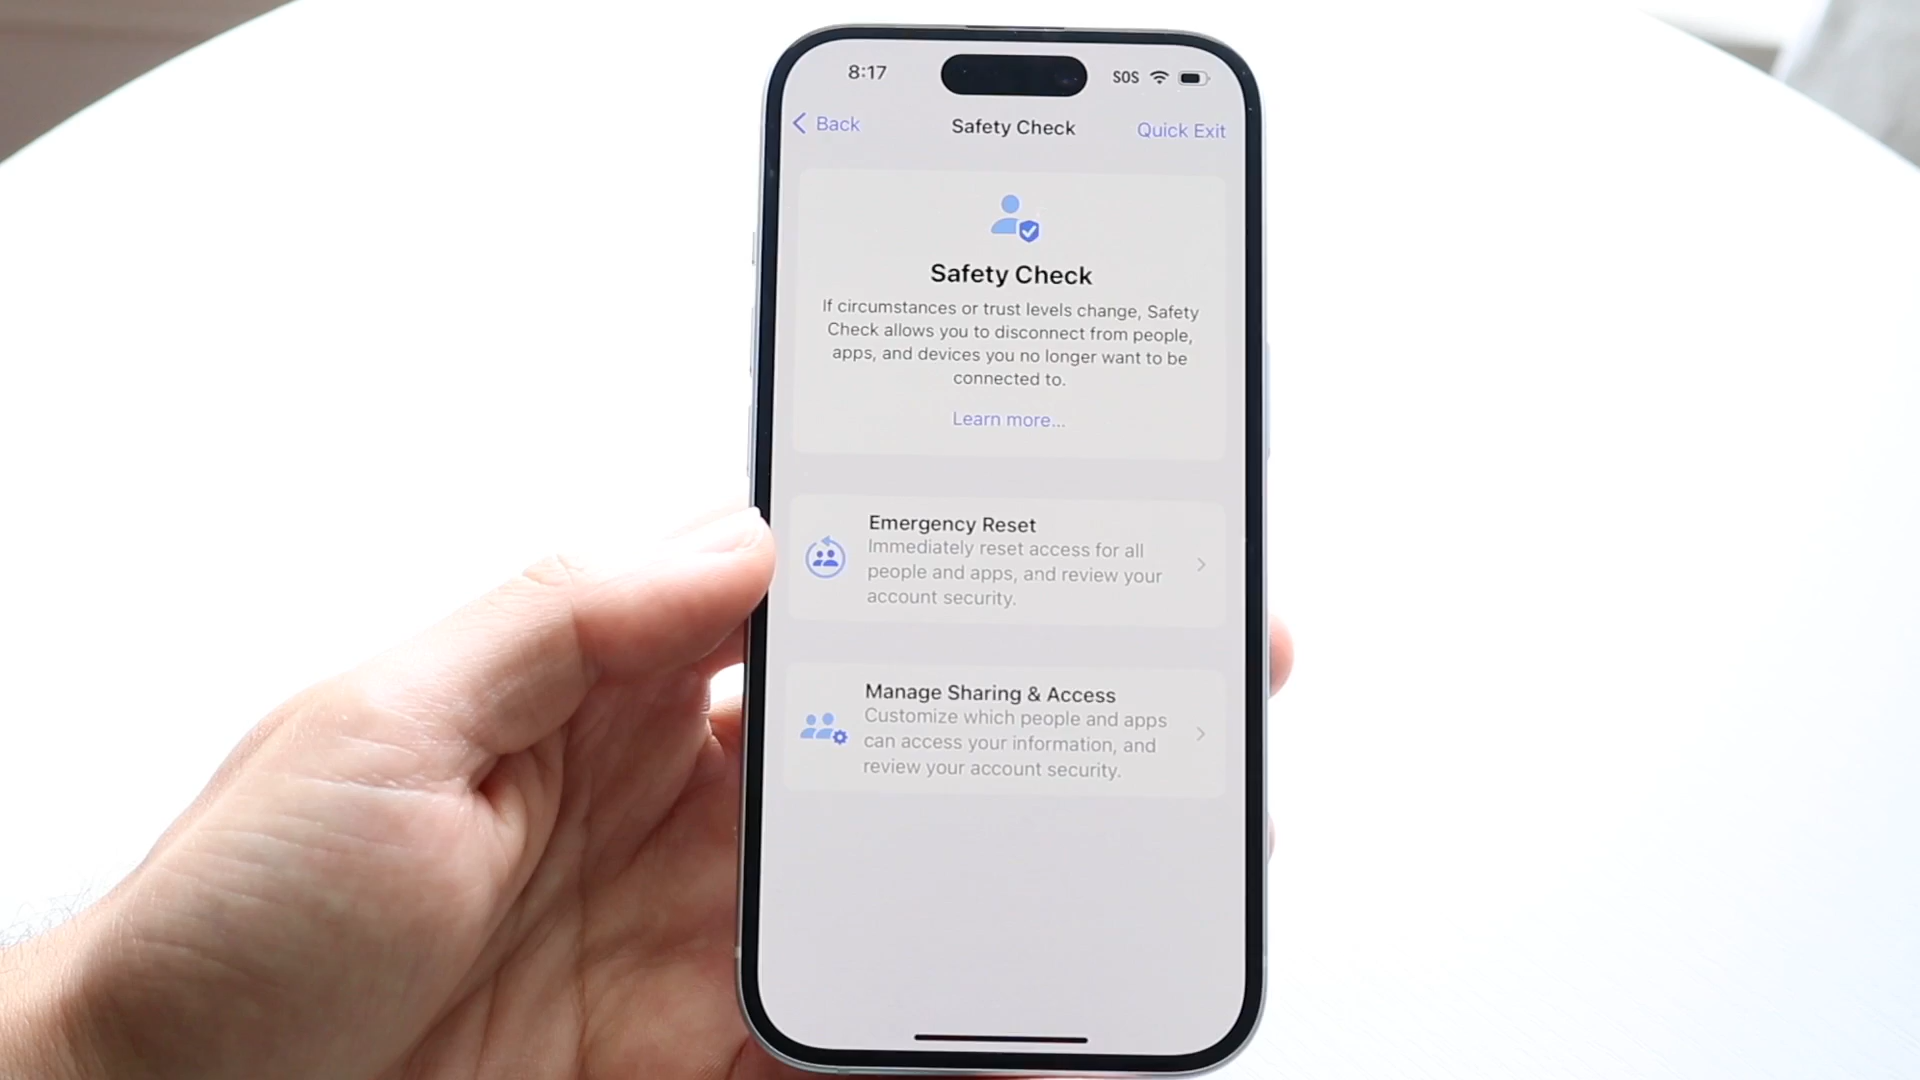 8:17
SOS
Back
Safety Check
Quick Exit
Safety Check
If circumstances or trust levels change, Safety
Check allows you to disconnect from people,
apps, and devices you no longer want to be
connected to.
Learn more...
Emergency Reset
Immediately reset access for all
people and apps, and review your
account security.
Manage Sharing & Access
Customize which people and apps
can access your information, and
review your account security.